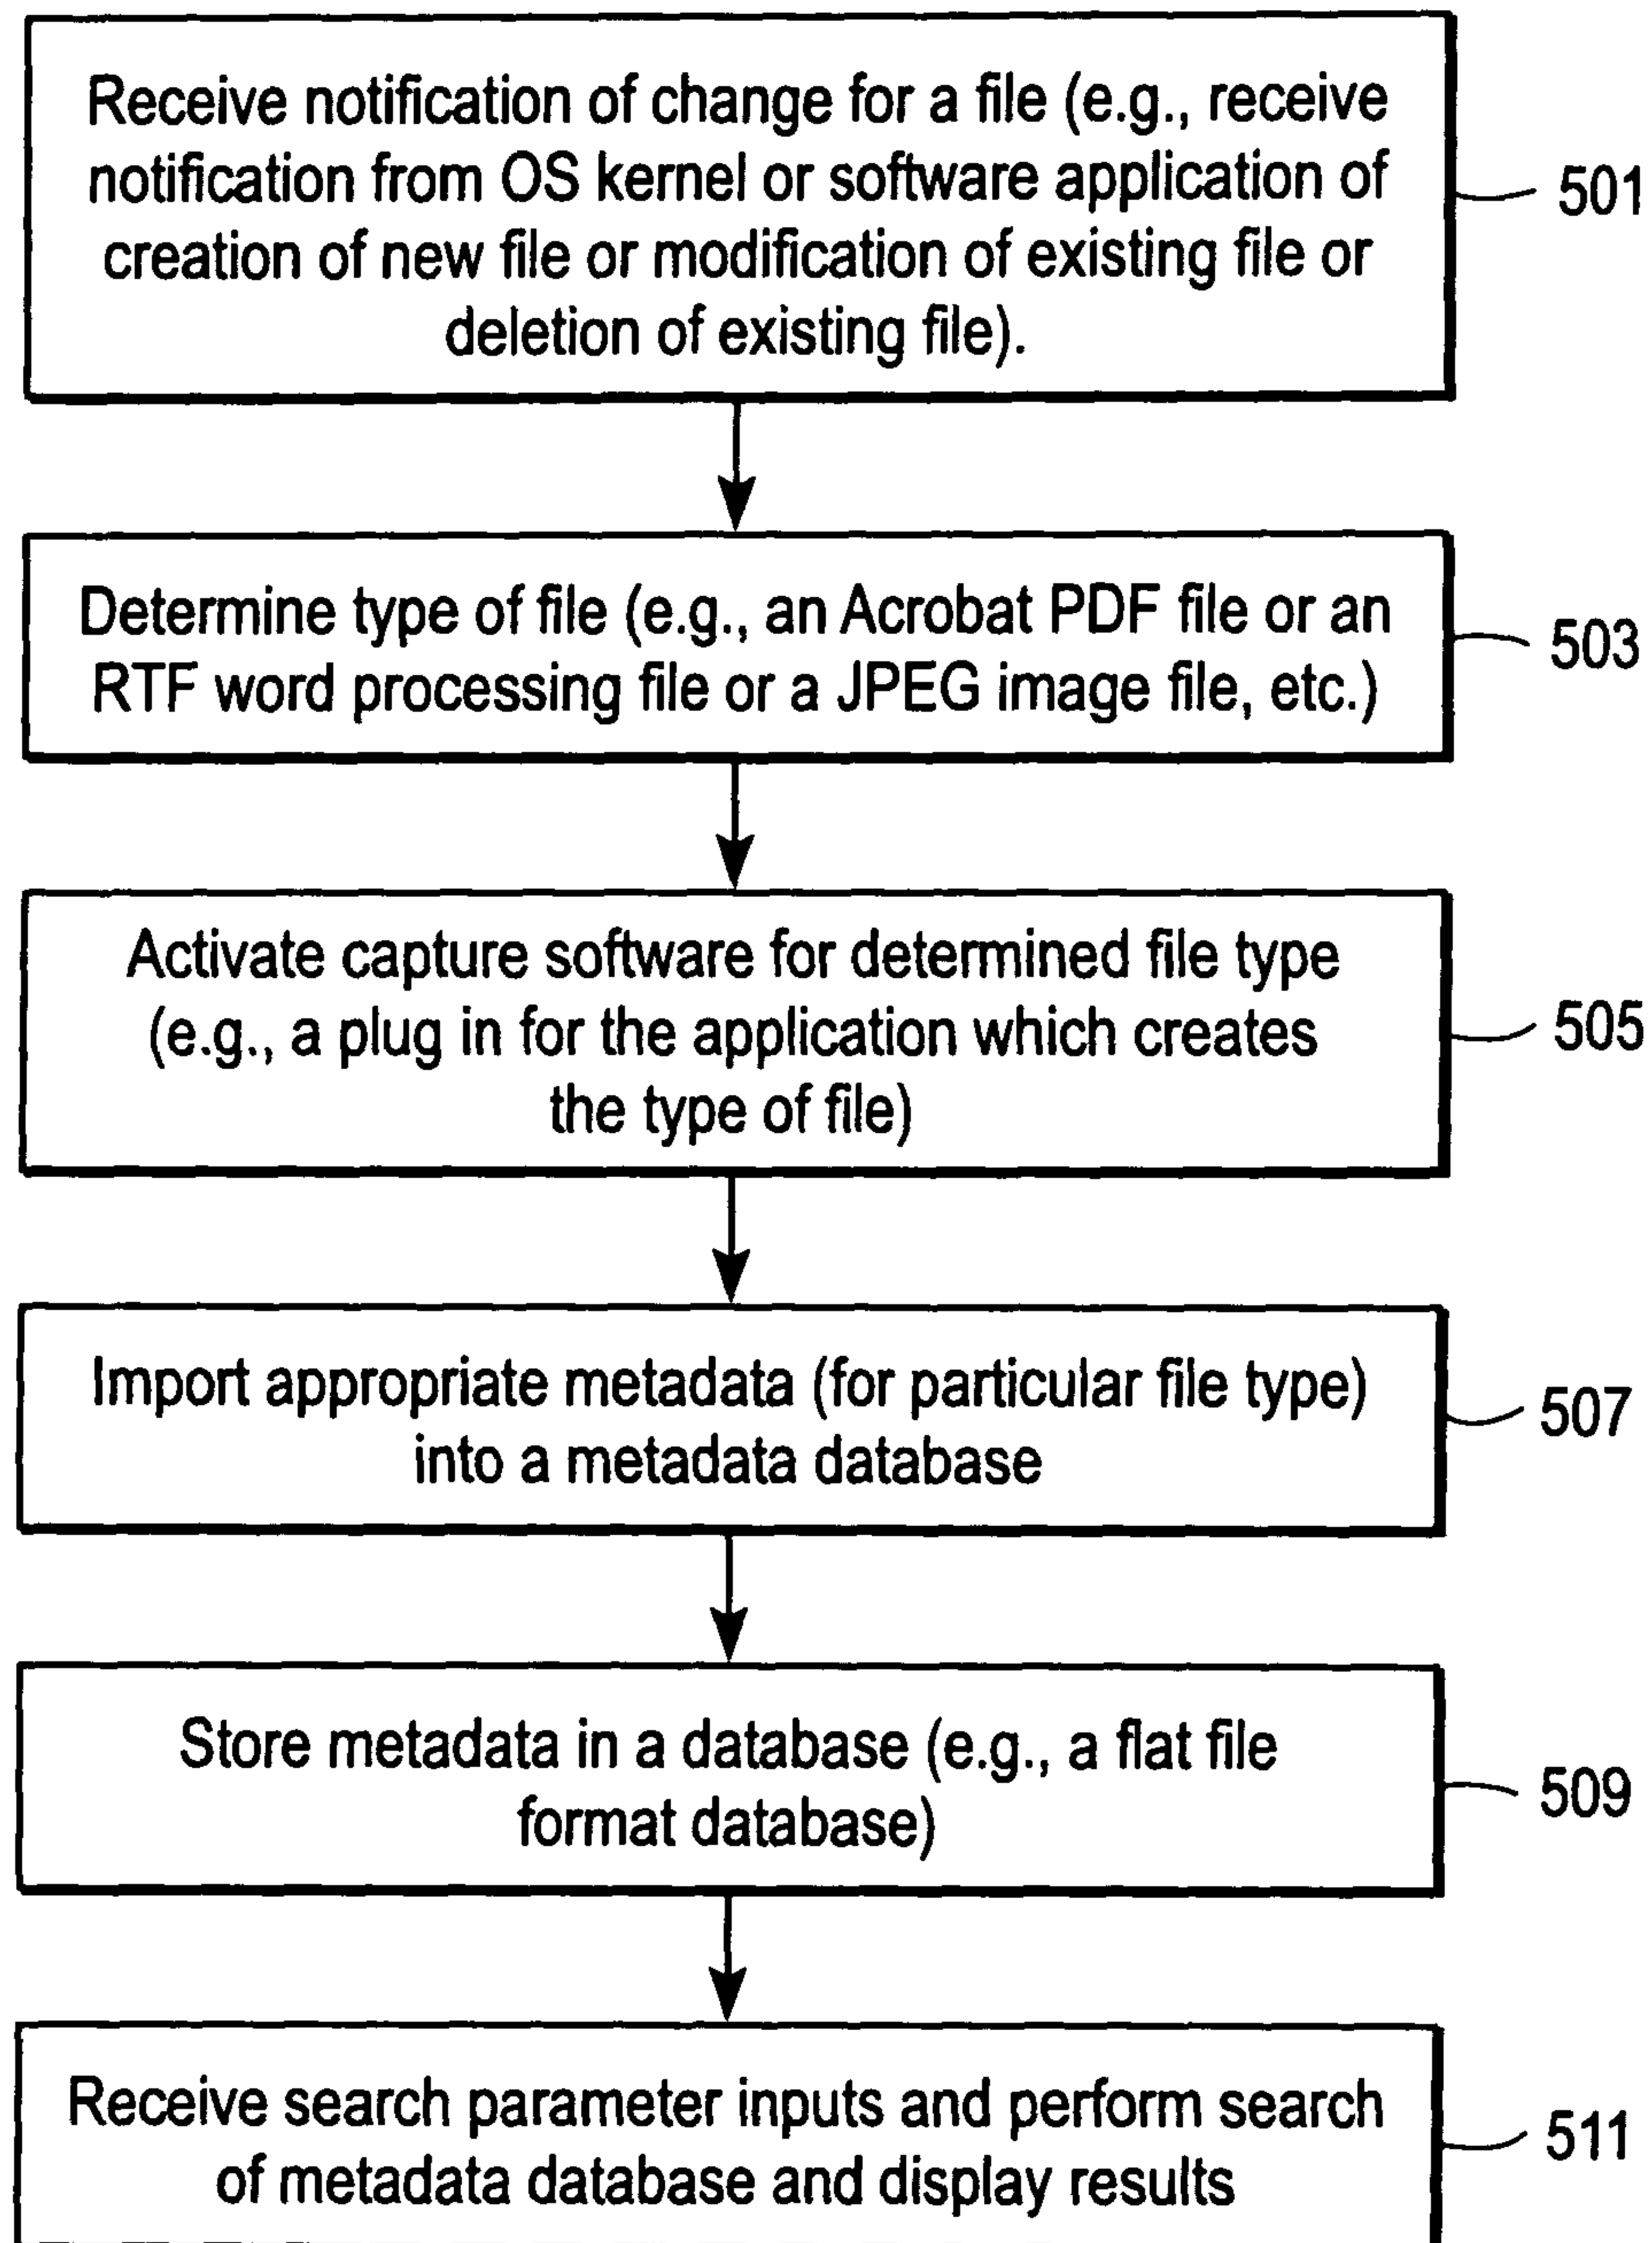 Receive notification of change for a file (e.g., receive
notification from OS kernel or software application of
creation of new file or modification of existing file or
deletion of existing file).
501
Determine type of file (e.g., an Acrobat PDF file or an
RTF word processing file or a JPEG image file, etc.)
503
Activate capture software for determined file type
(e.g., a plug in for the application which creates
the type of file)
505
Import appropriate metadata (for particular file type)
into a metadata database
507
Store metadata in a database (e.g., a flat file
format database)
509
Receive search parameter inputs and perform search
of metadata database and display results
511